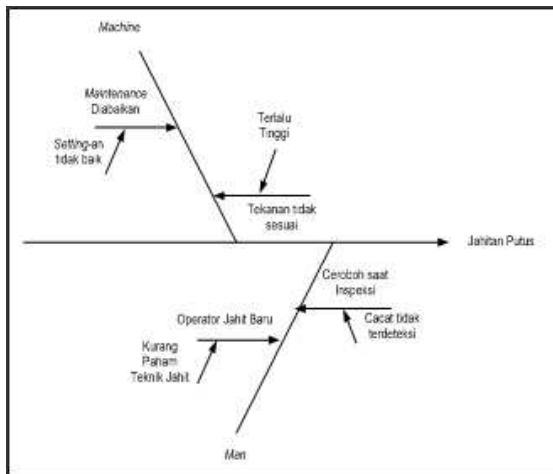 Machine
Maintenance
Diabaikan
Setting-an
tidak baik
Terlalu
Tinggi
Tekanan tidak
sesuai
Jahitan Putus
Ceroboh saat
Inspeksi
Operator Jahit Baru
Cacat tidak
terdeteksi
Kurang
Paham
Teknik Jahit
Man